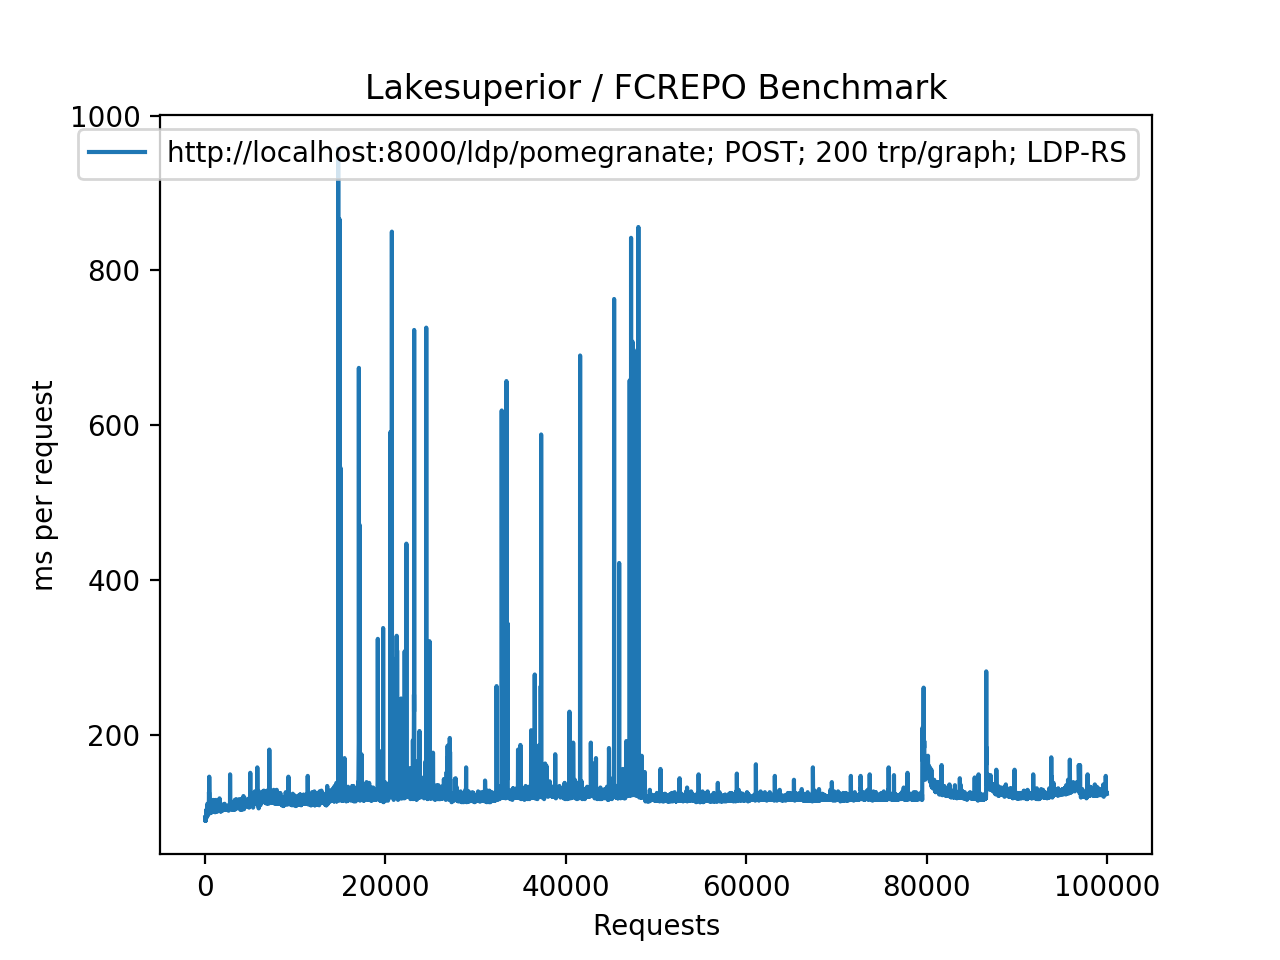 Lakesuperior / FCREPO Benchmark
1000
http://localhost:8000/ldp/pomegranate; POST; 200 trp/graph; LDP-RS
800
600
400
200
ms per request
0 20000 40000 60000 80000 100000
Requests